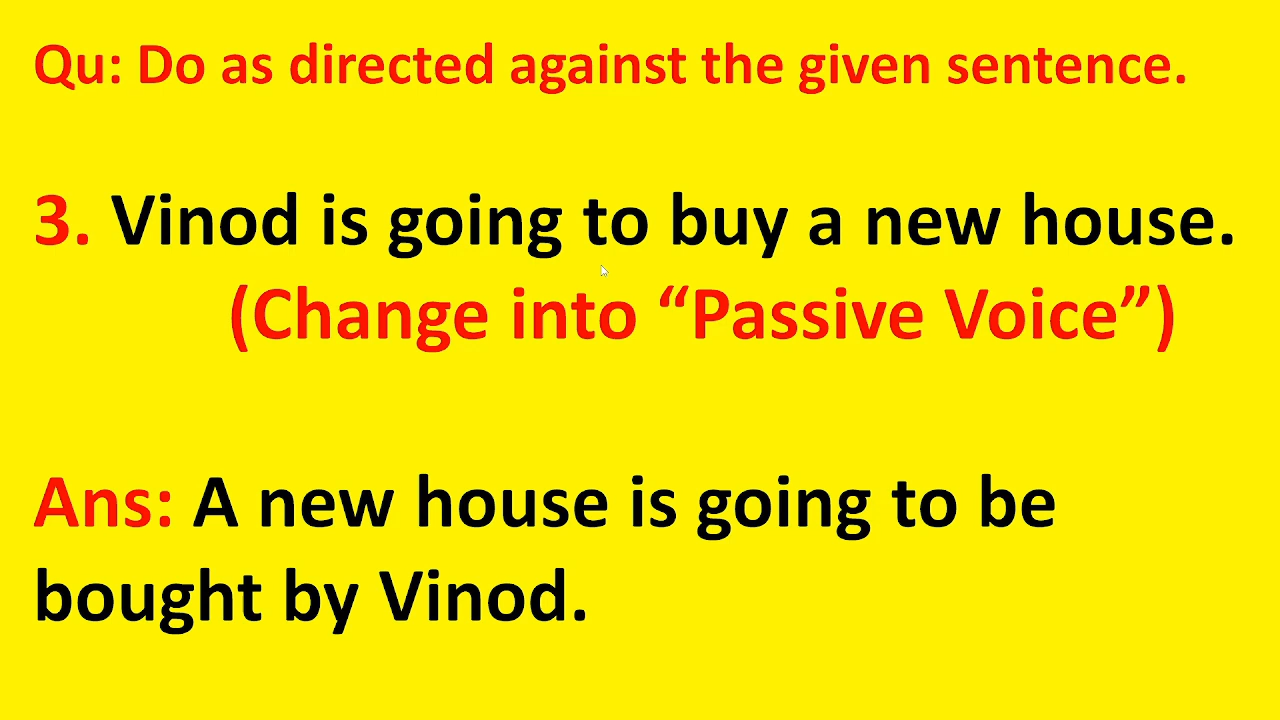 Qu: Do as directed against the given sentence.
3. Vinod is going to buy a new house.
(Change into “Passive Voice”)
Ans: A new house is going to be
bought by Vinod.